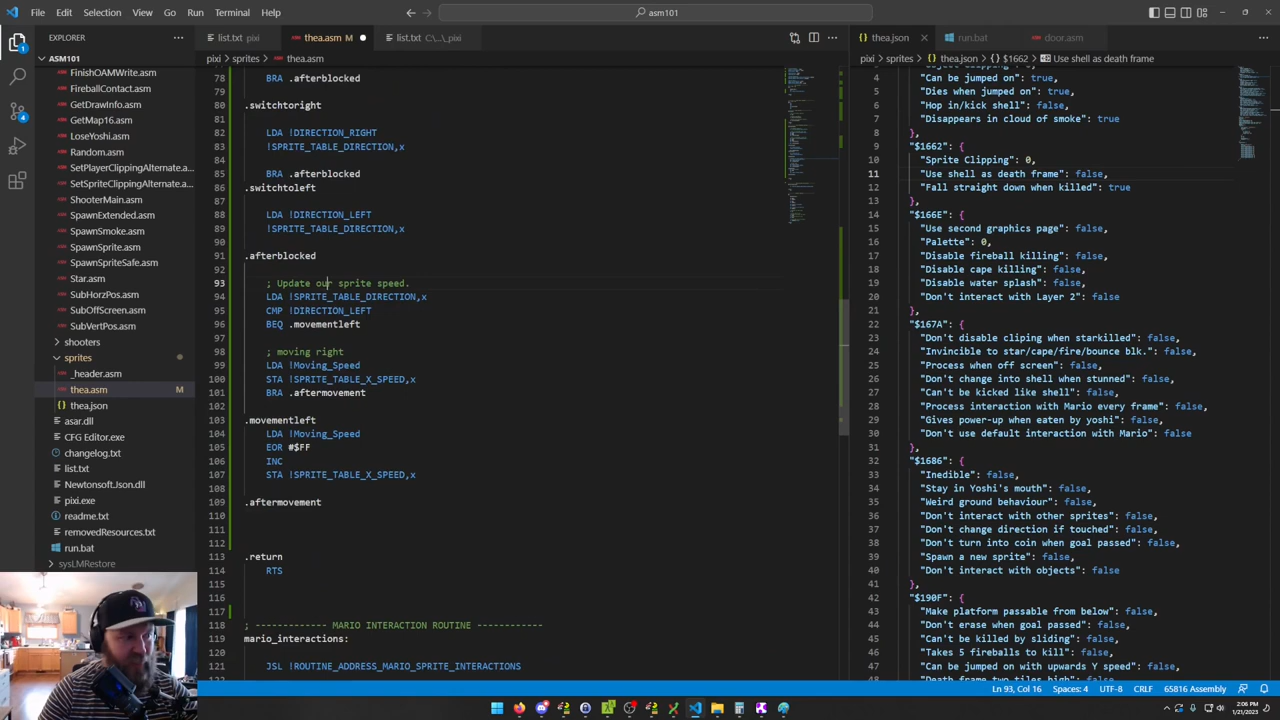 File Edit Selection View Go Run Terminal Help
asm101
EXPLORER
ASM101
FinishOAMWrite.asm
FireballContact.asm
GetDrawInfo.asm
GetMap16.asm
LoseYoshi.asm
Random.asm
SetPlayerClippingAlternate.a...
SetSpriteClippingAlternate.a...
ShooterMain.asm
SpawnExtended.asm
SpawnSmoke.asm
SpawnSprite.asm
SpawnSpriteSafe.asm
Star.asm
SubHorzPos.asm
SubOffScreen.asm
SubVertPos.asm
shooters
sprites
_header.asm
thea.asm M
thea.json
asar.dll
CFG Editor.exe
changelog.txt
list.txt
Newtonsoft.Json.dll
pixi.exe
readme.txt
removedResources.txt
run.bat
sysLMRestore
list.txt pixi
thea.asm M
list.txt C:\...\_pixi
pixi > sprites > thea.asm
78 BRA .afterblocked
79
80 .switchtoright
81
82 LDA !DIRECTION_RIGHT
83 !SPRITE_TABLE_DIRECTION,x
84
85 BRA .afterblocked
86 .switchtoleft
87
88 LDA !DIRECTION_LEFT
89 !SPRITE_TABLE_DIRECTION,x
90
91 .afterblocked
92
93 ; Update our sprite speed.
94 LDA !SPRITE_TABLE_DIRECTION,x
95 CMP !DIRECTION_LEFT
96 BEQ .movementleft
97
98 ; moving right
99 LDA !Moving_Speed
100 STA !SPRITE_TABLE_X_SPEED,x
101 BRA .aftermovement
102
103 .movementleft
104 LDA !Moving_Speed
105 EOR #$FF
106 INC
107 STA !SPRITE_TABLE_X_SPEED,x
108
109 .aftermovement
110
111
112
113 .return
114 RTS
115
116
117
118 ; ------------- MARIO INTERACTION ROUTINE ------------
119 mario_interactions:
120
121 JSL !ROUTINE_ADDRESS_MARIO_SPRITE_INTERACTIONS
thea.json
run.bat
door.asm
pixi > sprites > thea.json > {} $1662 > Use shell as death frame
4 "Can be jumped on": true,
5 "Dies when jumped on": true,
6 "Hop in/kick shell": false,
7 "Disappears in cloud of smoke": true
8 },
9 "$1662": {
10 "Sprite Clipping": 0,
11 "Use shell as death frame": false,
12 "Fall straight down when killed": true
13 },
14 "$166E": {
15 "Use second graphics page": false,
16 "Palette": 0,
17 "Disable fireball killing": false,
18 "Disable cape killing": false,
19 "Disable water splash": false,
20 "Don't interact with Layer 2": false
21 },
22 "$167A": {
23 "Don't disable cliping when starkilled": false,
24 "Invincible to star/cape/fire/bounce blk.": false,
25 "Process when off screen": false,
26 "Don't change into shell when stunned": false,
27 "Can't be kicked like shell": false,
28 "Process interaction with Mario every frame": false,
29 "Gives power-up when eaten by yoshi": false,
30 "Don't use default interaction with Mario": false
31 },
32 "$1686": {
33 "Inedible": false,
34 "Stay in Yoshi's mouth": false,
35 "Weird ground behaviour": false,
36 "Don't interact with other sprites": false,
37 "Don't change direction if touched": false,
38 "Don't turn into coin when goal passed": false,
39 "Spawn a new sprite": false,
40 "Don't interact with objects": false
41 },
42 "$190F": {
43 "Make platform passable from below": false,
44 "Don't erase when goal passed": false,
45 "Can't be killed by sliding": false,
46 "Takes 5 fireballs to kill": false,
47 "Can be jumped on with upwards Y speed": false,
Ln 93, Col 16 Spaces: 4 UTF-8 CRLF 65816 Assembly
2:06 PM
1/21/2023